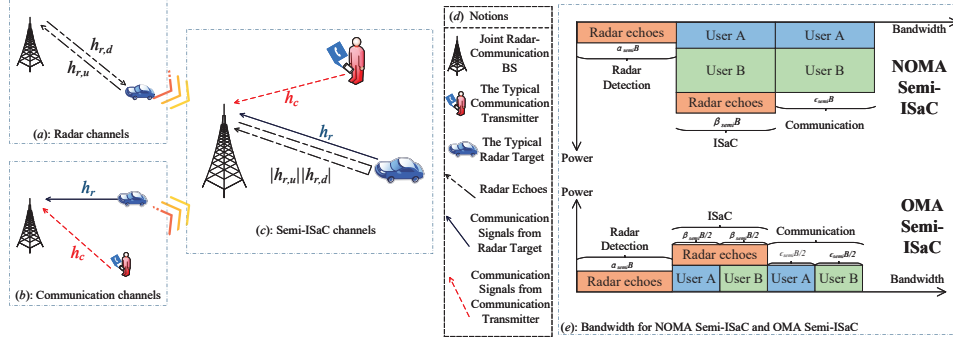 h_{r,d}
h_{r,u}
(a): Radar channels
h_r
h_c
(b): Communication channels
h_c
h_r
|h_{r,u}||h_{r,d}|
(c): Semi-ISaC channels
(d) Notions
Joint Radar-
Communication
BS
The Typical
Communication
Transmitter
The Typical
Radar Target
Radar Echoes
Communication
Signals from
Radar Target
Communication
Signals from
Communication
Transmitter
Radar echoes
User A
User A
Bandwidth
α_{semi}B
Radar
Detection
User B
User B
NOMA
Semi-
ISaC
Radar echoes
ϵ_{semi}B
β_{semi}B
Communication
ISaC
Power
Power
OMA
Semi-
ISaC
ISaC
Radar
Detection
β_{semi}B/2
β_{semi}B/2
Communication
α_{semi}B
Radar echoes
ϵ_{semi}B/2
ϵ_{semi}B/2
Radar echoes
User A
User B
User A
User B
Bandwidth
(e): Bandwidth for NOMA Semi-ISaC and OMA Semi-ISaC